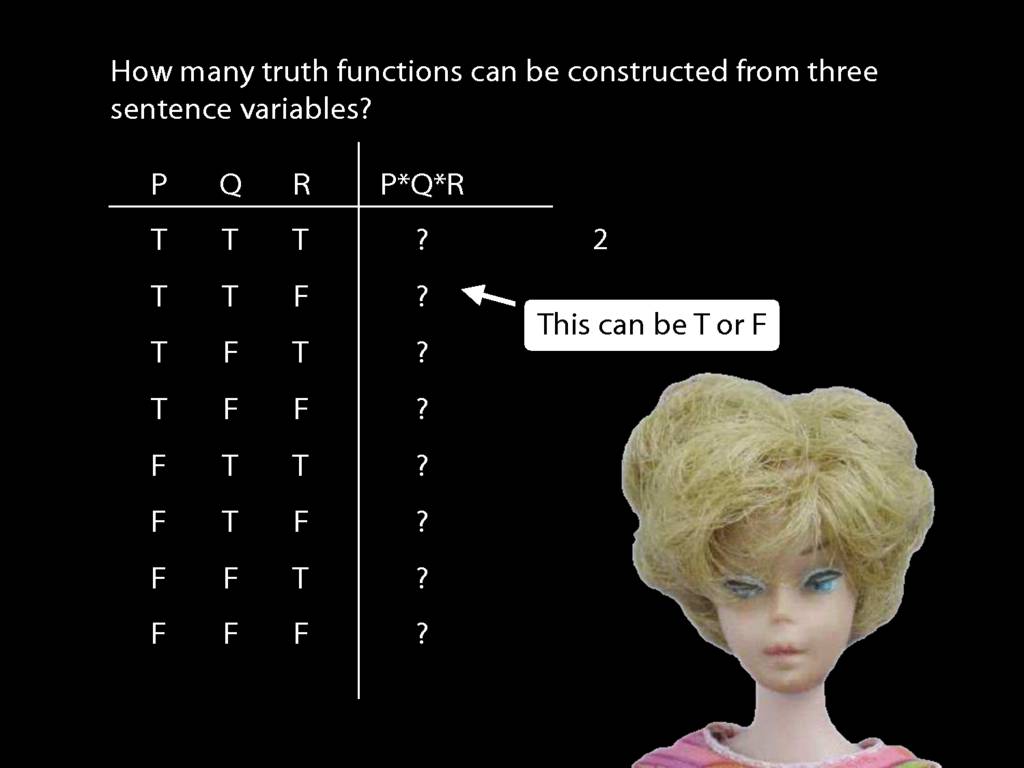 How many truth functions can be constructed from three
sentence variables?
P Q R P*Q*R
T T T ? 2
T T F ?
This can be T or F
T F T ?
T F F ?
F T T ?
F T F ?
F F T ?
F F F ?